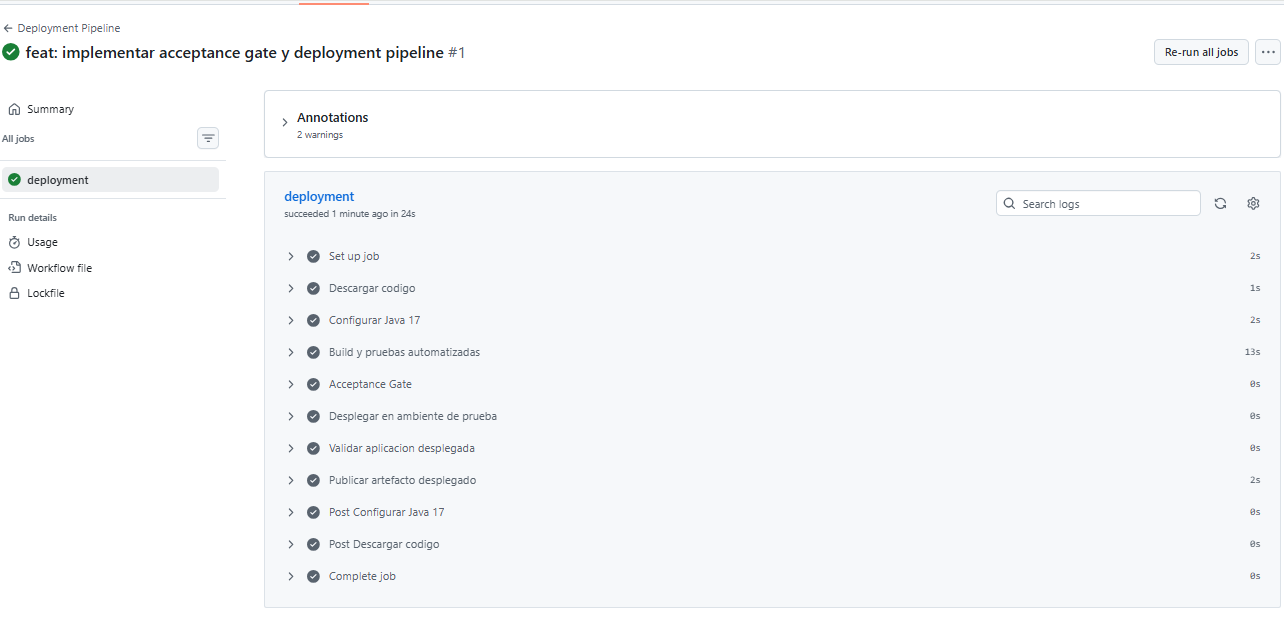 Deployment Pipeline
feat: implementar acceptance gate y deployment pipeline #1
Re-run all jobs
Summary
All jobs
deployment
Run details
Usage
Workflow file
Lockfile
Annotations
2 warnings
deployment
succeeded 1 minute ago in 24s
Search logs
Set up job 2s
Descargar codigo 1s
Configurar Java 17 2s
Build y pruebas automatizadas 13s
Acceptance Gate 0s
Desplegar en ambiente de prueba 0s
Validar aplicacion desplegada 0s
Publicar artefacto desplegado 2s
Post Configurar Java 17 0s
Post Descargar codigo 0s
Complete job 0s